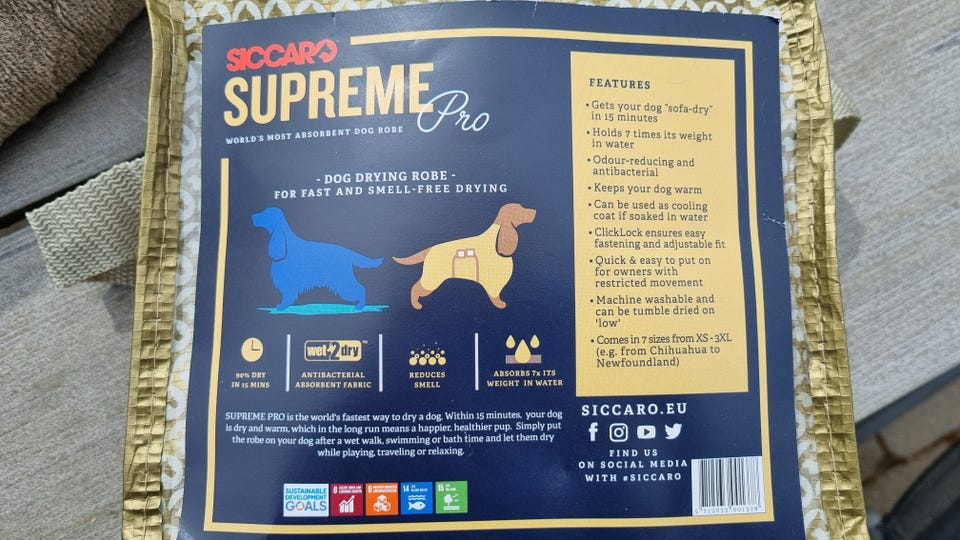 SICCARO
SUPREME Pro
WORLD'S MOST ABSORBENT DOG ROBE
- DOG DRYING ROBE -
FOR FAST AND SMELL-FREE DRYING
90% DRY
IN 15 MINS
wet2dry
ANTIBACTERIAL
ABSORBENT FABRIC
REDUCES
SMELL
ABSORBS 7x ITS
WEIGHT IN WATER
SUPREME PRO is the world's fastest way to dry a dog. Within 15 minutes, your dog
is dry and warm, which in the long run means a happier, healthier pup. Simply put
the robe on your dog after a wet walk, swimming or bath time and let them dry
while playing, traveling or relaxing.
SUSTAINABLE
DEVELOPMENT
GOALS
8
9
14
15
FEATURES
• Gets your dog "sofa-dry"
in 15 minutes
• Holds 7 times its weight
in water
• Odour-reducing and
antibacterial
• Keeps your dog warm
• Can be used as cooling
coat if soaked in water
• ClickLock ensures easy
fastening and adjustable fit
• Quick & easy to put on
for owners with
restricted movement
• Machine washable and
can be tumble dried on
'low'
• Comes in 7 sizes from XS-3XL
(e.g. from Chihuahua to
Newfoundland)
SICCARO.EU
FIND US
ON SOCIAL MEDIA
WITH #SICCARO